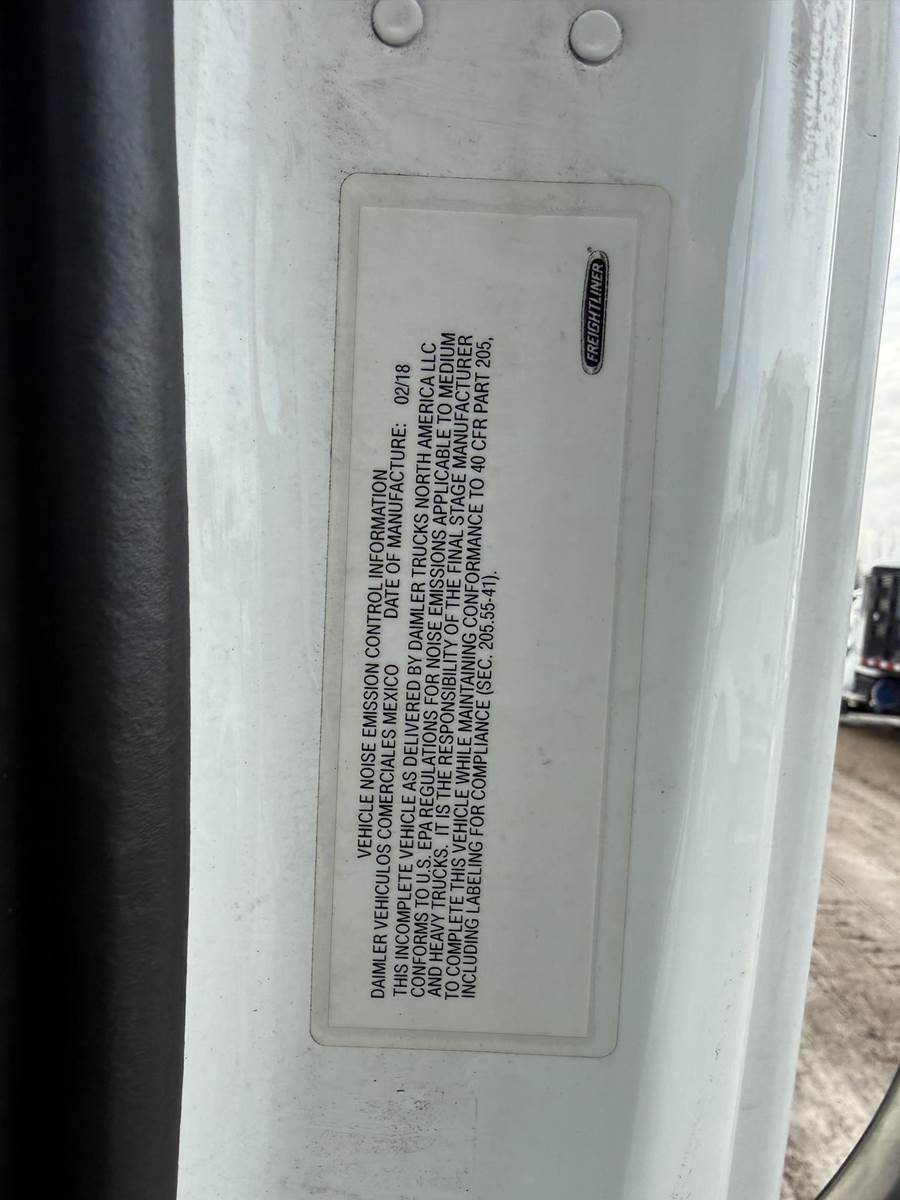 VEHICLE NOISE EMISSION CONTROL INFORMATION
DAIMLER VEHICULOS COMERCIALES MEXICO DATE OF MANUFACTURE: 02/18
THIS INCOMPLETE VEHICLE AS DELIVERED BY DAIMLER TRUCKS NORTH AMERICA LLC
CONFORMS TO U.S. EPA REGULATIONS FOR NOISE EMISSIONS APPLICABLE TO MEDIUM
AND HEAVY TRUCKS. IT IS THE RESPONSIBILITY OF THE FINAL STAGE MANUFACTURER
TO COMPLETE THIS VEHICLE WHILE MAINTAINING CONFORMANCE TO 40 CFR PART 205,
INCLUDING LABELING FOR COMPLIANCE (SEC. 205.55-41).
FREIGHTLINER